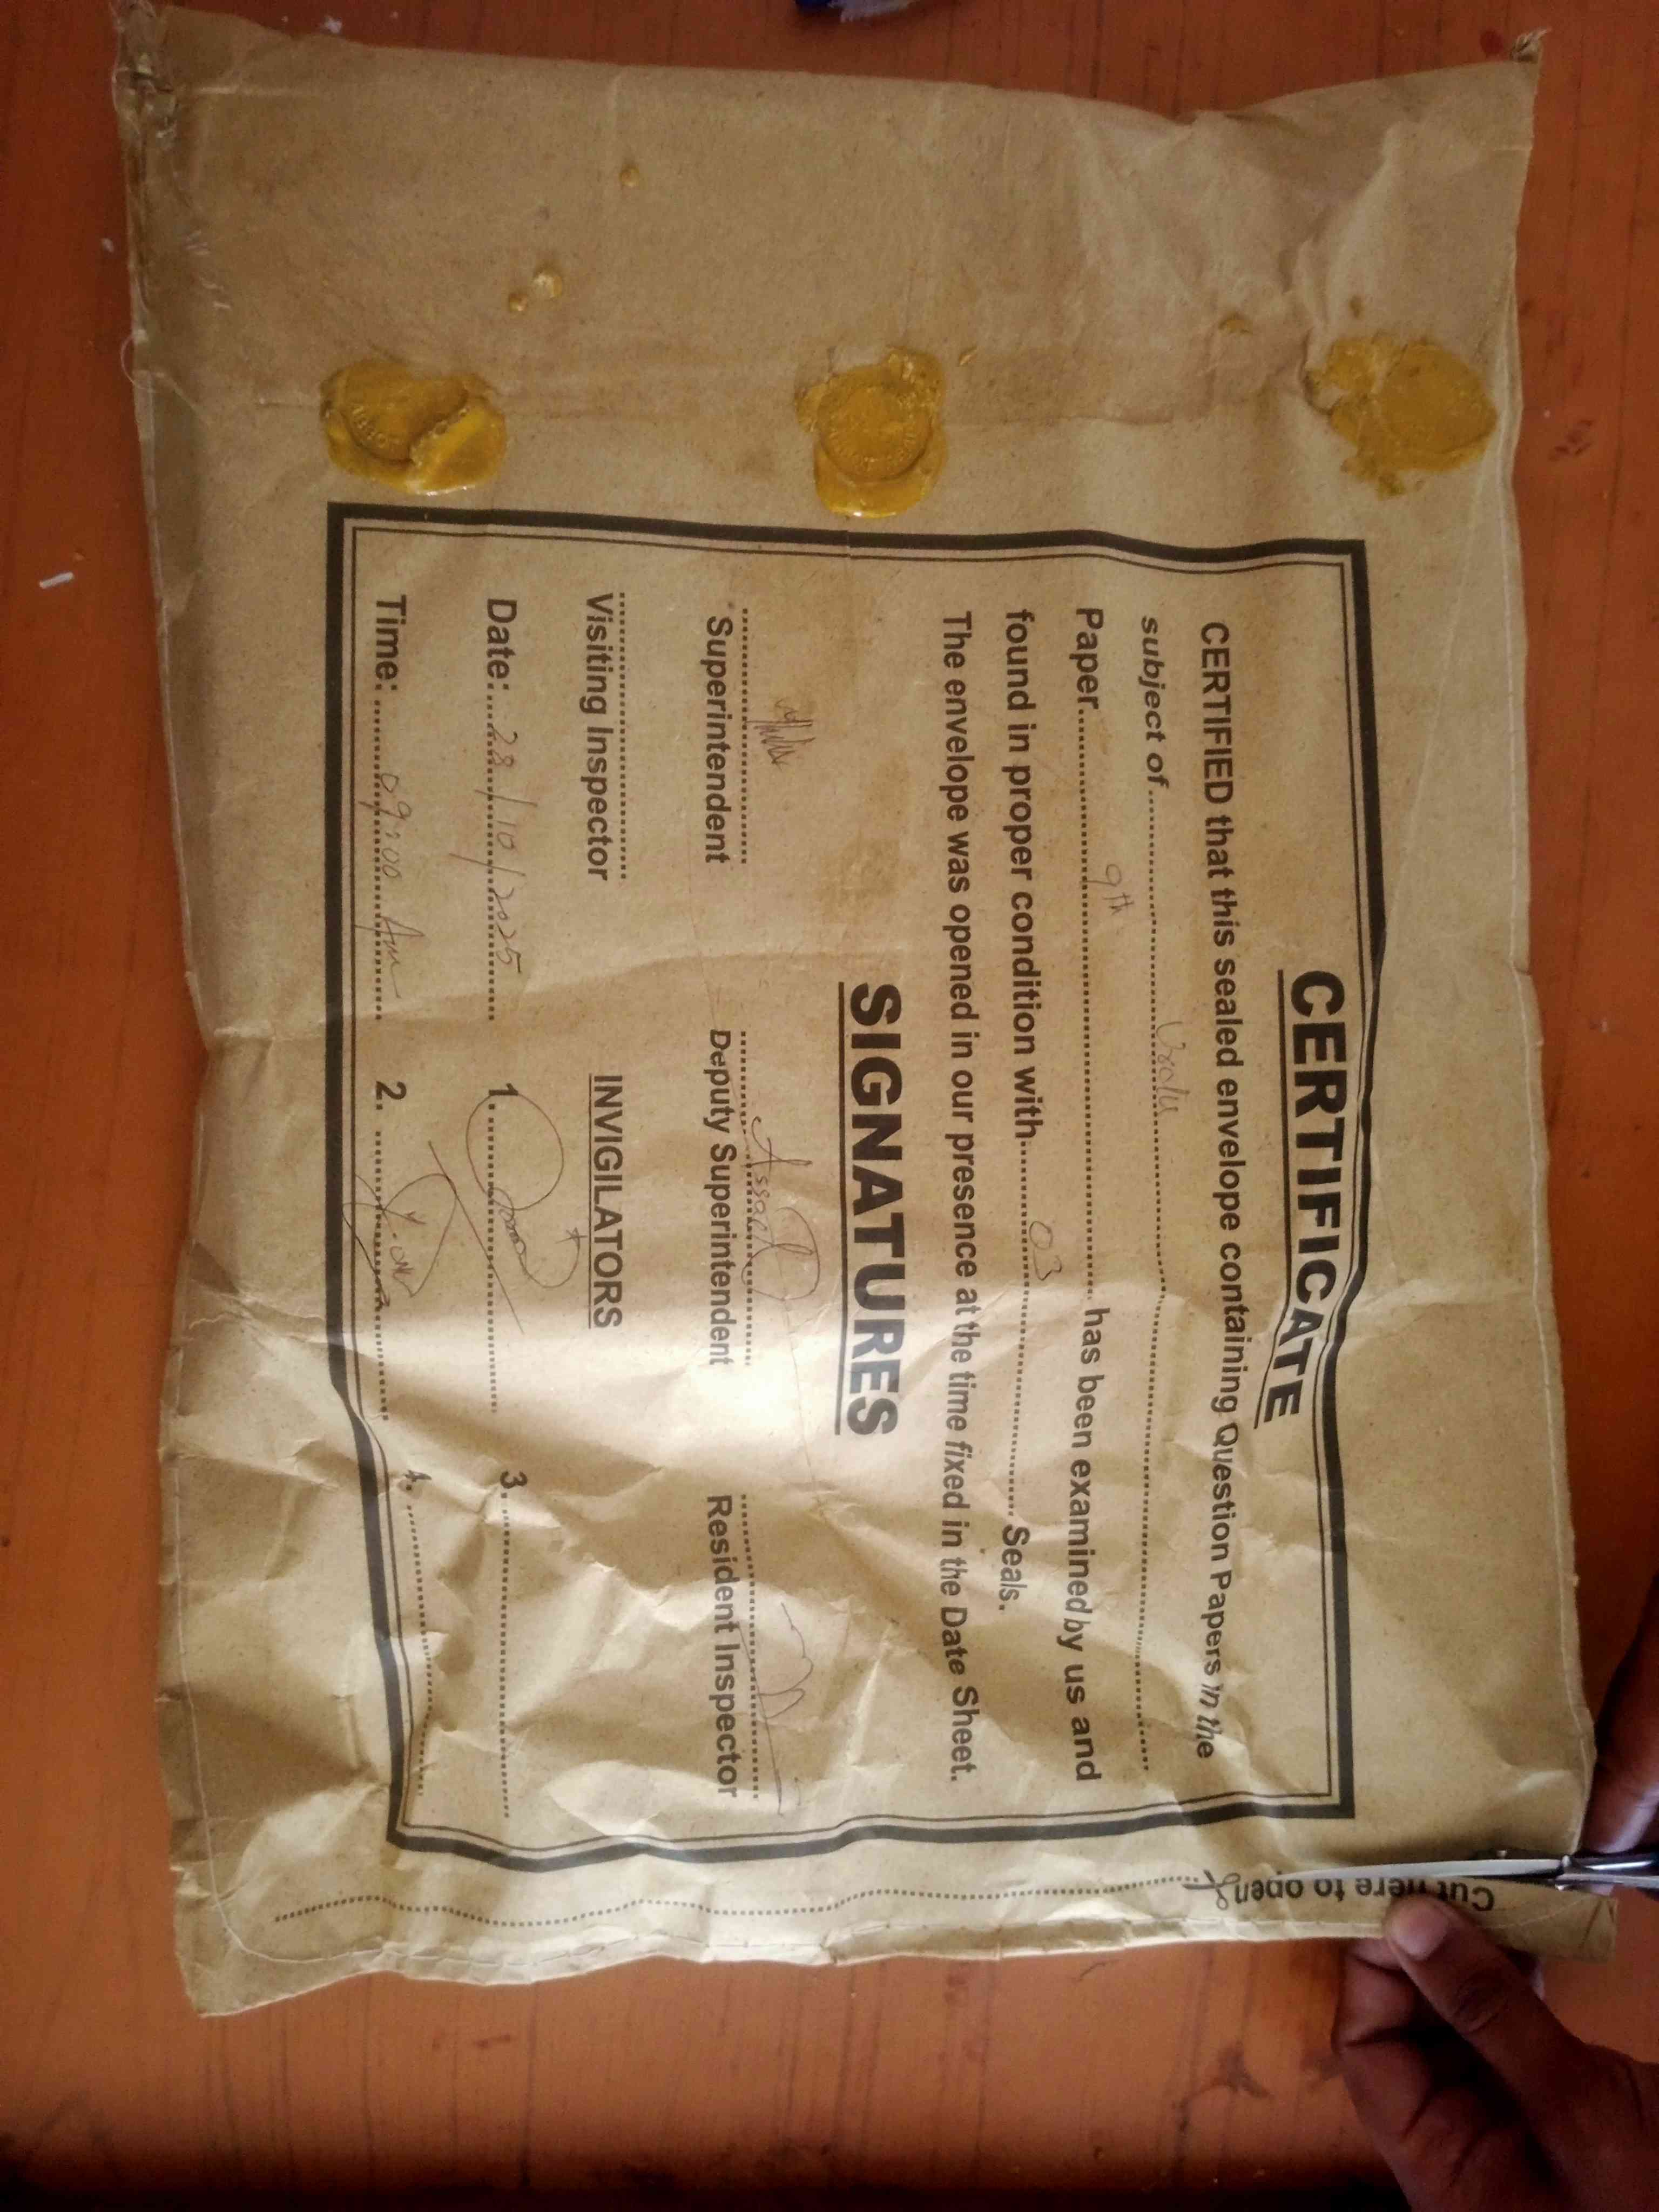 CERTIFICATE
CERTIFIED that this sealed envelope containing Question Papers in the
subject of.......... Urdu ..........
Paper.......... 9th .......... has been examined by us and
found in proper condition with.......... 03 .......... Seals.
The envelope was opened in our presence at the time fixed in the Date Sheet.
SIGNATURES
Superintendent Deputy Superintendent Resident Inspector
Visiting Inspector INVIGILATORS
Date:.... 28/10/2025 1. 3.
Time: .... 09:00 Am 2. 4.
Cut here to open